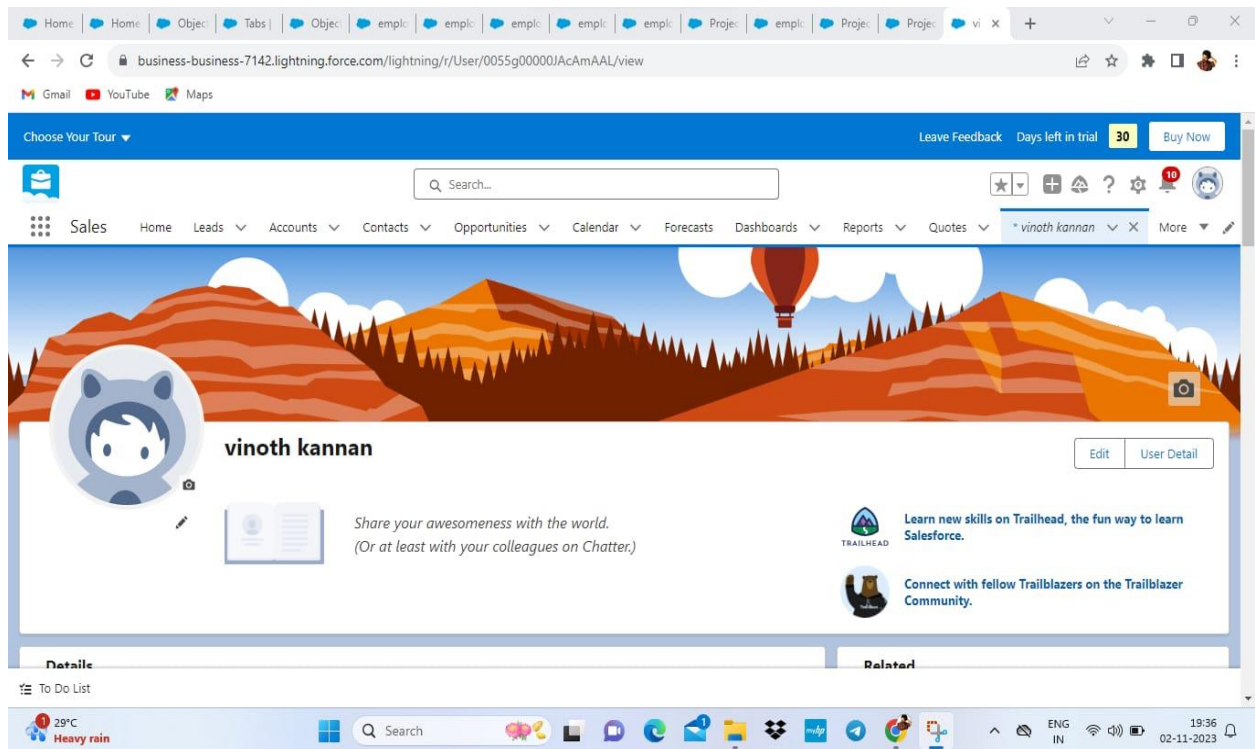 Home Home Objec Tabs | Objec emplo emplo emplo emplo emplo Projec emplo Projec Projec vi
business-business-7142.lightning.force.com/lightning/r/User/0055g00000JAcAmAAL/view
Gmail YouTube Maps
Choose Your Tour Leave Feedback Days left in trial 30 Buy Now
Search... 10
Sales Home Leads Accounts Contacts Opportunities Calendar Forecasts Dashboards Reports Quotes * vinoth kannan More
vinoth kannan Edit User Detail
Share your awesomeness with the world.
(Or at least with your colleagues on Chatter.)
TRAILHEAD
Learn new skills on Trailhead, the fun way to learn
Salesforce.
Connect with fellow Trailblazers on the Trailblazer
Community.
Details Related
To Do List
1 29°C
Heavy rain
Search
1
myhp
ENG
IN
19:36
02-11-2023